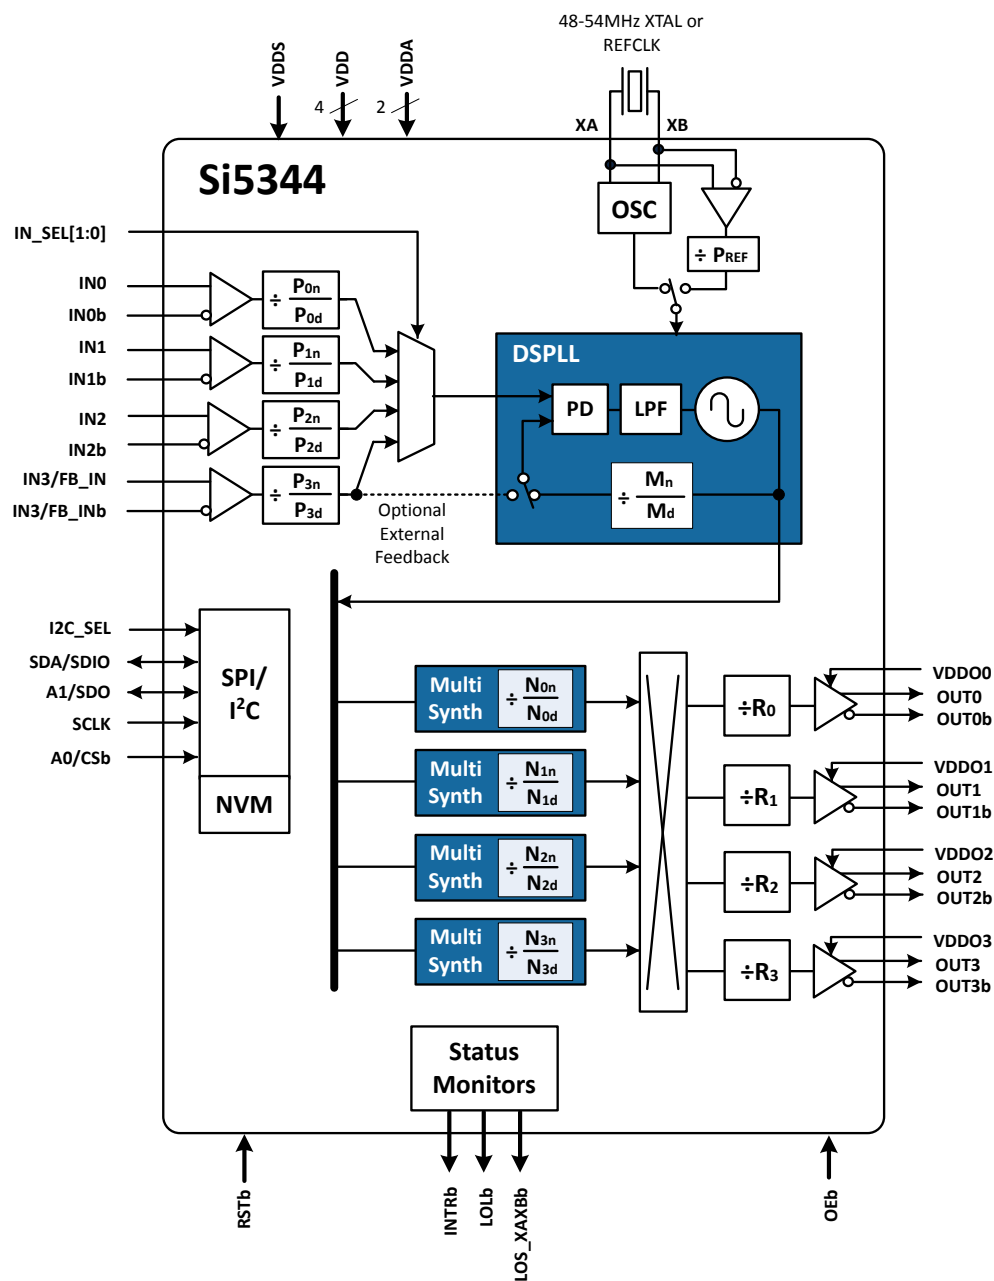 48-54MHz XTAL or
REFCLK
VDDS
VDD
VDDA
4
2
XA
XB
Si5344
OSC
÷ PREF
IN_SEL[1:0]
IN0
IN0b
÷ P0n
P0d
IN1
IN1b
÷ P1n
P1d
IN2
IN2b
÷ P2n
P2d
IN3/FB_IN
IN3/FB_INb
÷ P3n
P3d
Optional
External
Feedback
DSPLL
PD
LPF
÷ Mn
Md
I2C_SEL
SDA/SDIO
A1/SDO
SCLK
A0/CSb
SPI/
I²C
NVM
Multi
Synth
÷ N0n
N0d
÷R0
VDDO0
OUT0
OUT0b
Multi
Synth
÷ N1n
N1d
÷R1
VDDO1
OUT1
OUT1b
Multi
Synth
÷ N2n
N2d
÷R2
VDDO2
OUT2
OUT2b
Multi
Synth
÷ N3n
N3d
÷R3
VDDO3
OUT3
OUT3b
Status
Monitors
RSTb
INTRb
LOLb
LOS_XAXBb
OEb